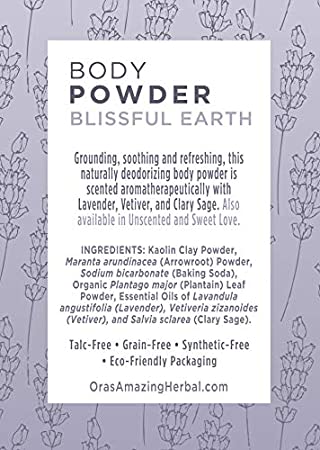 BODY
POWDER
BLISSFUL EARTH
Grounding, soothing and refreshing, this
naturally deodorizing body powder is
scented aromatherapeutically with
Lavender, Vetiver, and Clary Sage. Also
available in Unscented and Sweet Love.
INGREDIENTS: Kaolin Clay Powder,
Maranta arundinacea (Arrowroot) Powder,
Sodium bicarbonate (Baking Soda),
Organic Plantago major (Plantain) Leaf
Powder, Essential Oils of Lavandula
angustifolia (Lavender), Vetiveria zizanoides
(Vetiver), and Salvia sclarea (Clary Sage).
Talc-Free • Grain-Free • Synthetic-Free
• Eco-Friendly Packaging
OrasAmazingHerbal.com